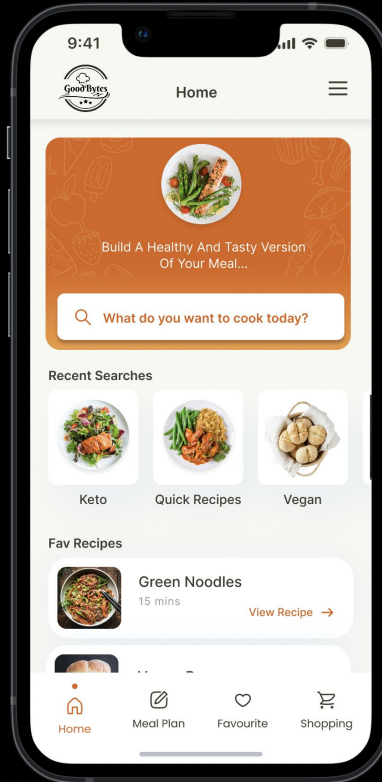 9:41
GoodBytes
Home
Build A Healthy And Tasty Version
Of Your Meal...
What do you want to cook today?
Recent Searches
Keto
Quick Recipes
Vegan
Fav Recipes
Green Noodles
15 mins
View Recipe →
Home
Meal Plan
Favourite
Shopping